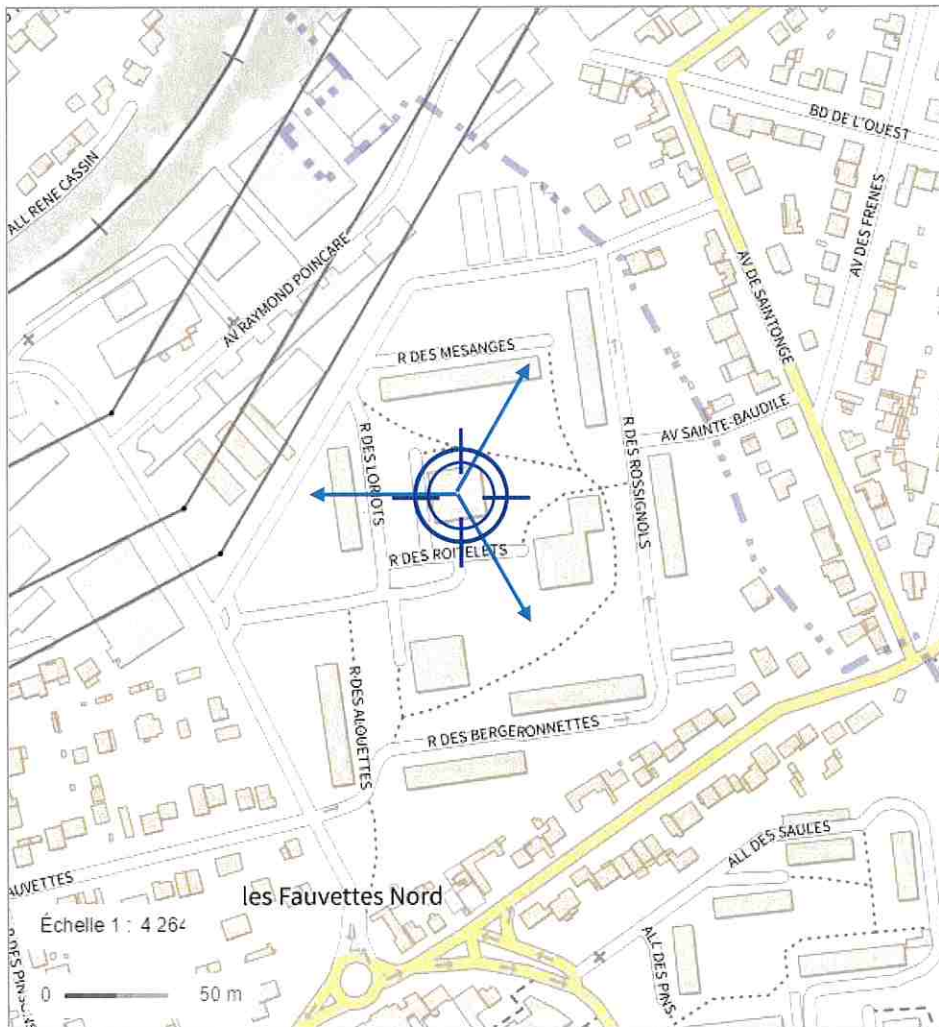 BD DE L'OUEST
ALL RENE CASSIN
AV DES FRENES
AV RAYMOND POINCARE
AV DE SAINTONGE
R DES MESANGES
AV SAINTE-BAUDILE
R DES LORIOTS
R DES ROSSIGNOLS
R DES ROITELETS
R DES ALOUETTES
R DES BERGERONNETTES
ALL DES SAULES
AUVETTES
les Fauvettes Nord
Échelle 1 : 4 264
ALL DES PINS
R DES PINSONS
0 50 m